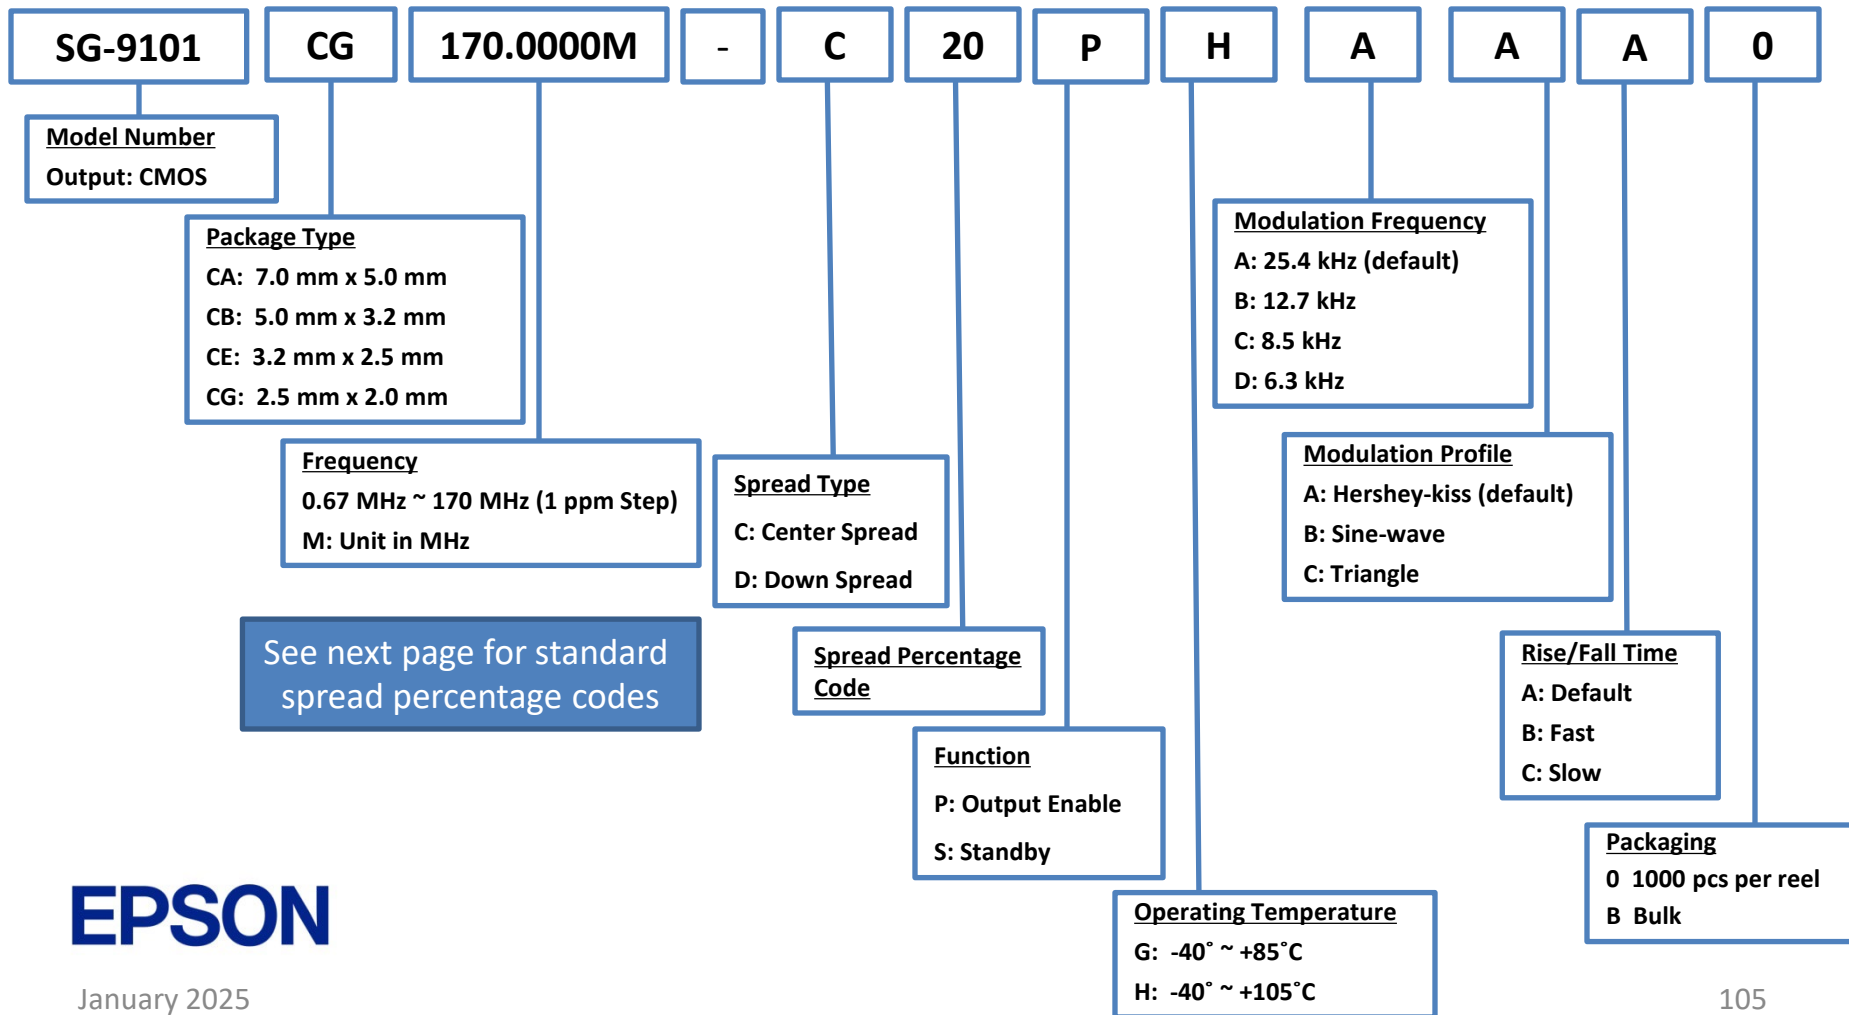 SG-9101 CG 170.0000M - C 20 P H A A A 0
Model Number
Output: CMOS
Package Type
CA: 7.0 mm x 5.0 mm
CB: 5.0 mm x 3.2 mm
CE: 3.2 mm x 2.5 mm
CG: 2.5 mm x 2.0 mm
Frequency
0.67 MHz ~ 170 MHz (1 ppm Step)
M: Unit in MHz
Spread Type
C: Center Spread
D: Down Spread
See next page for standard
spread percentage codes
Spread Percentage
Code
Function
P: Output Enable
S: Standby
Operating Temperature
G: -40˚ ~ +85˚C
H: -40˚ ~ +105˚C
Modulation Frequency
A: 25.4 kHz (default)
B: 12.7 kHz
C: 8.5 kHz
D: 6.3 kHz
Modulation Profile
A: Hershey-kiss (default)
B: Sine-wave
C: Triangle
Rise/Fall Time
A: Default
B: Fast
C: Slow
Packaging
0 1000 pcs per reel
B Bulk
EPSON
January 2025
105